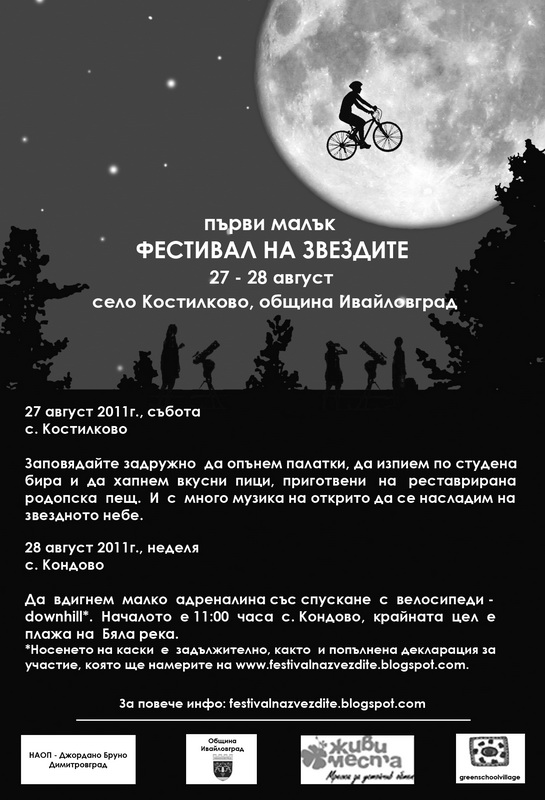 първи малък
ФЕСТИВАЛ НА ЗВЕЗДИТЕ
27 - 28 август
село Костилково, община Ивайловград
27 август 2011г., събота
с. Костилково
Заповядайте задружно да опънем палатки, да изпием по студена
бира и да хапнем вкусни пици, приготвени на реставрирана
родопска пещ. И с много музика на открито да се насладим на
звездното небе.
28 август 2011г., неделя
с. Кондово
Да вдигнем малко адреналина със спускане с велосипеди -
downhill*. Началото е 11:00 часа с. Кондово, крайната цел е
плажа на Бяла река.
*Носенето на каски е задължително, както и попълнена декларация за
участие, която ще намерите на www.festivalnazvezdite.blogspot.com.
За повече инфо: festivalnazvezdite.blogspot.com
НАОП - Джордано Бруно
Димитровград
Община
Ивайловград
живи
места
Мрежа за устойчив обмен
greenschoolvillage